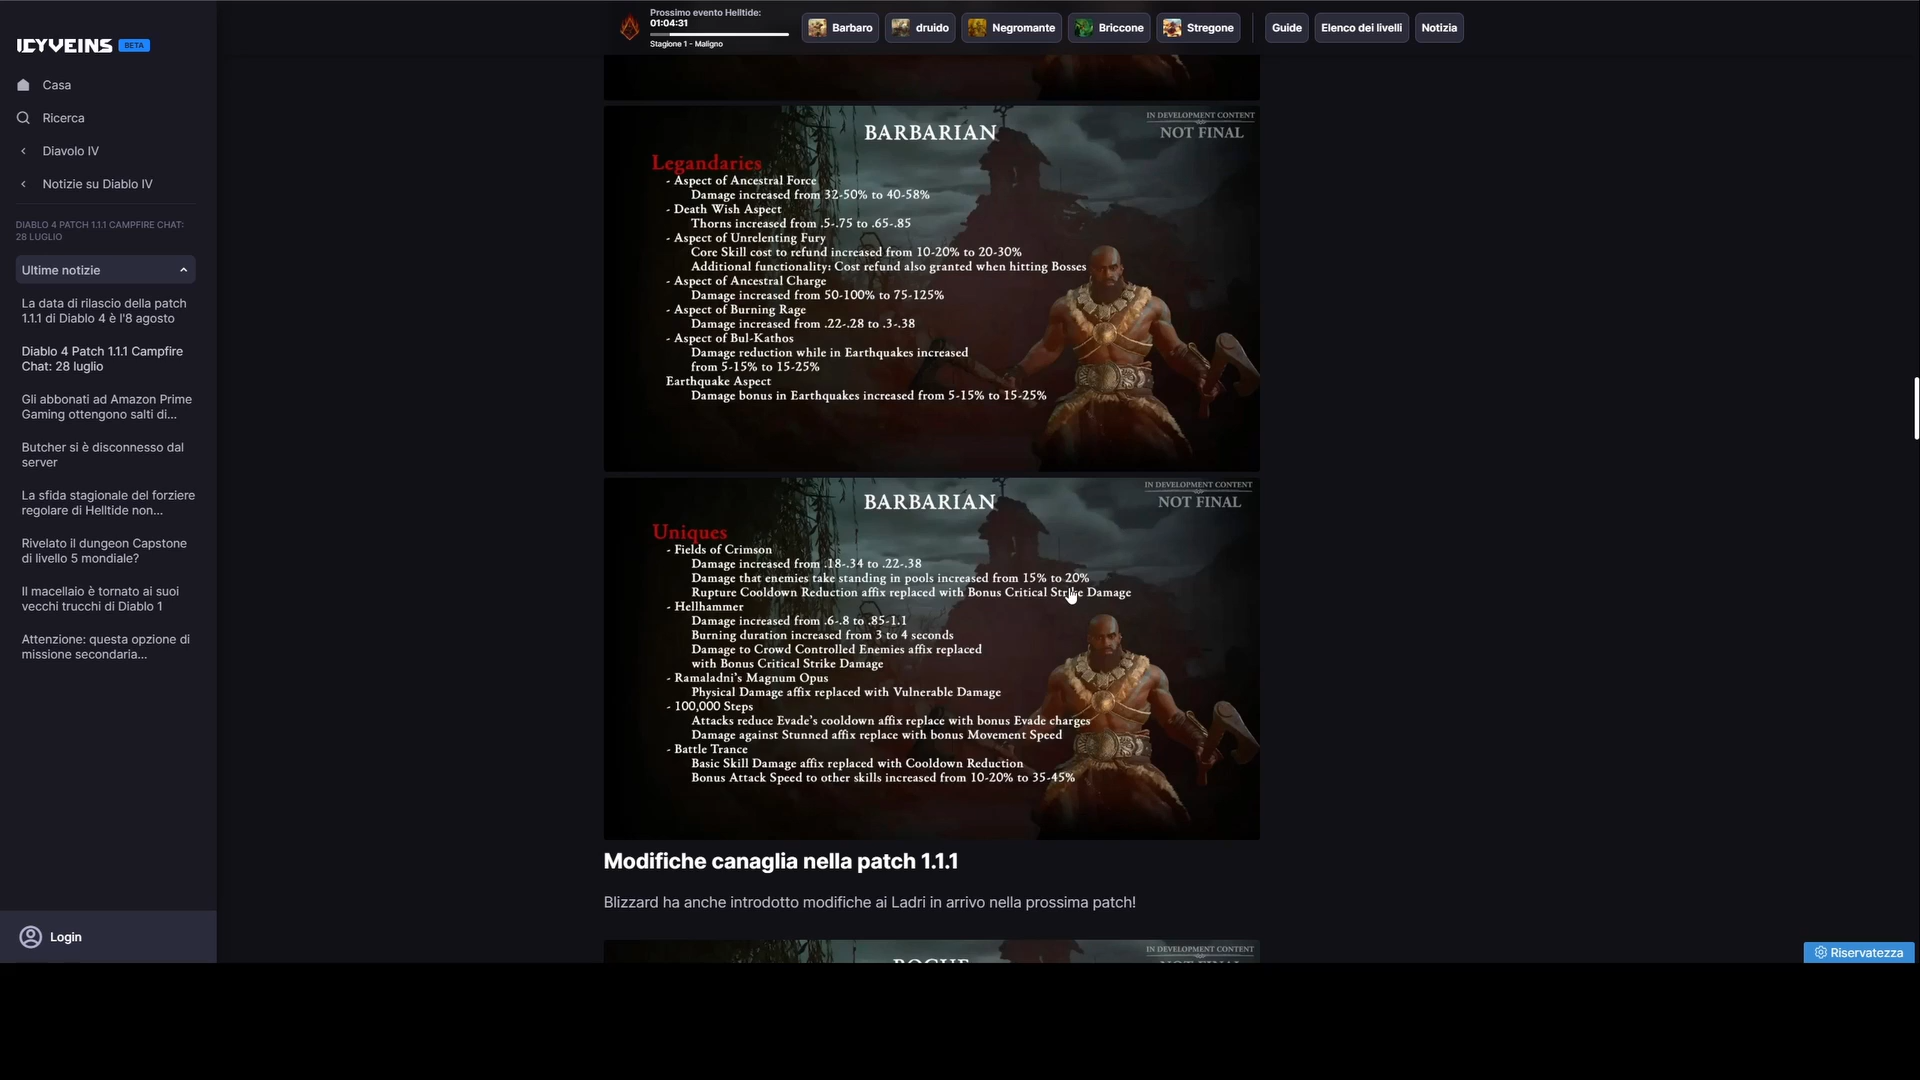 ICYVEINS BETA
Casa
Ricerca
Diavolo IV
Notizie su Diablo IV
DIABLO 4 PATCH 1.1.1 CAMPFIRE CHAT:
28 LUGLIO
Ultime notizie
La data di rilascio della patch
1.1.1 di Diablo 4 è l'8 agosto
Diablo 4 Patch 1.1.1 Campfire
Chat: 28 luglio
Gli abbonati ad Amazon Prime
Gaming ottengono salti di...
Butcher si è disconnesso dal
server
La sfida stagionale del forziere
regolare di Helltide non...
Rivelato il dungeon Capstone
di livello 5 mondiale?
Il macellaio è tornato ai suoi
vecchi trucchi di Diablo 1
Attenzione: questa opzione di
missione secondaria...
Login
Prossimo evento Helltide:
01:04:31
Stagione 1 - Maligno
Barbaro
druido
Negromante
Briccone
Stregone
Guide
Elenco dei livelli
Notizia
IN DEVELOPMENT CONTENT
NOT FINAL
BARBARIAN
Legandaries
- Aspect of Ancestral Force
Damage increased from 32-50% to 40-58%
- Death Wish Aspect
Thorns increased from .5-.75 to .65-.85
- Aspect of Unrelenting Fury
Core Skill cost to refund increased from 10-20% to 20-30%
Additional functionality: Cost refund also granted when hitting Bosses
- Aspect of Ancestral Charge
Damage increased from 50-100% to 75-125%
- Aspect of Burning Rage
Damage increased from .22-.28 to .3-.38
- Aspect of Bul-Kathos
Damage reduction while in Earthquakes increased
from 5-15% to 15-25%
Earthquake Aspect
Damage bonus in Earthquakes increased from 5-15% to 15-25%
IN DEVELOPMENT CONTENT
NOT FINAL
BARBARIAN
Uniques
- Fields of Crimson
Damage increased from .18-.34 to .22-.38
Damage that enemies take standing in pools increased from 15% to 20%
Rupture Cooldown Reduction affix replaced with Bonus Critical Strike Damage
- Hellhammer
Damage increased from .6-.8 to .85-1.1
Burning duration increased from 3 to 4 seconds
Damage to Crowd Controlled Enemies affix replaced
with Bonus Critical Strike Damage
- Ramaladni's Magnum Opus
Physical Damage affix replaced with Vulnerable Damage
- 100,000 Steps
Attacks reduce Evade's cooldown affix replace with bonus Evade charges
Damage against Stunned affix replace with bonus Movement Speed
- Battle Trance
Basic Skill Damage affix replaced with Cooldown Reduction
Bonus Attack Speed to other skills increased from 10-20% to 35-45%
Modifiche canaglia nella patch 1.1.1
Blizzard ha anche introdotto modifiche ai Ladri in arrivo nella prossima patch!
IN DEVELOPMENT CONTENT
NOT FINAL
ROGUE
Riservatezza